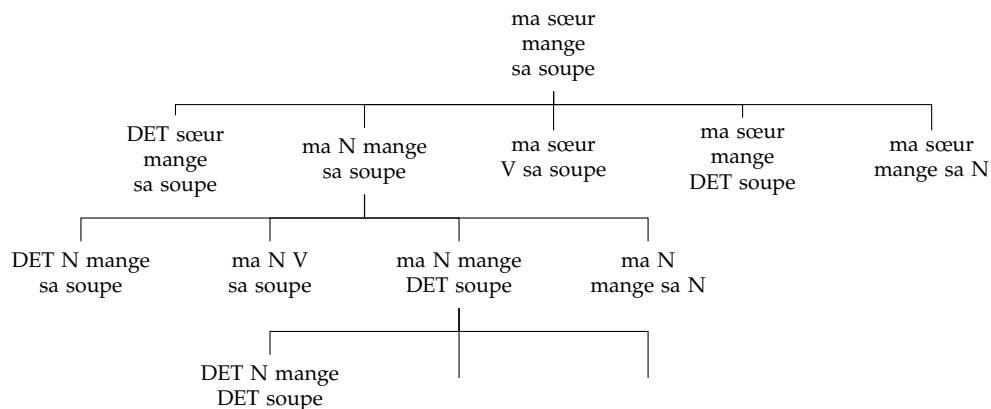 ma sœur
mange
sa soupe
DET sœur
mange
sa soupe
ma N mange
sa soupe
ma sœur
V sa soupe
ma sœur
mange
DET soupe
ma sœur
mange sa N
DET N mange
sa soupe
ma N V
sa soupe
ma N mange
DET soupe
ma N
mange sa N
DET N mange
DET soupe